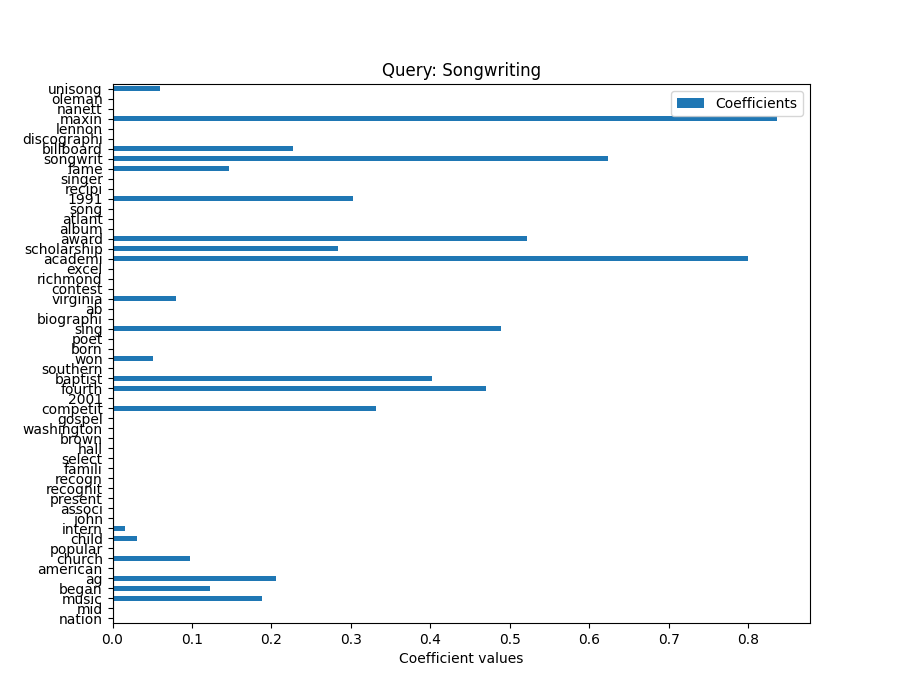 Query: Songwriting
Coefficients
unisong
oleman
nanett
maxin
lennon
discographi
billboard
songwrit
fame
singer
recipi
1991
song
atlant
album
award
scholarship
academi
excel
richmond
contest
virginia
ab
biographi
sing
poet
born
won
southern
baptist
fourth
2001
competit
gospel
washington
brown
hall
select
famili
recogn
recognit
present
associ
john
intern
child
popular
church
american
ag
began
music
mid
nation
0.0 0.1 0.2 0.3 0.4 0.5 0.6 0.7 0.8
Coefficient values